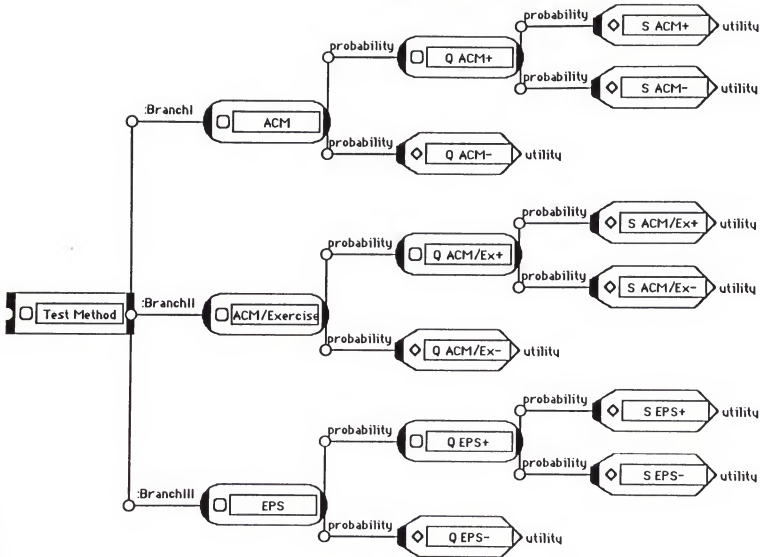 probability
S ACM+
utility
probability
Q ACM+
probability
S ACM-
utility
:BranchI
ACM
probability
Q ACM-
utility
probability
S ACM/Ex+
utility
probability
Q ACM/Ex+
probability
S ACM/Ex-
utility
Test Method
:BranchII
ACM/Exercise
probability
Q ACM/Ex-
utility
probability
S EPS+
utility
probability
Q EPS+
probability
S EPS-
utility
:BranchIII
EPS
probability
Q EPS-
utility